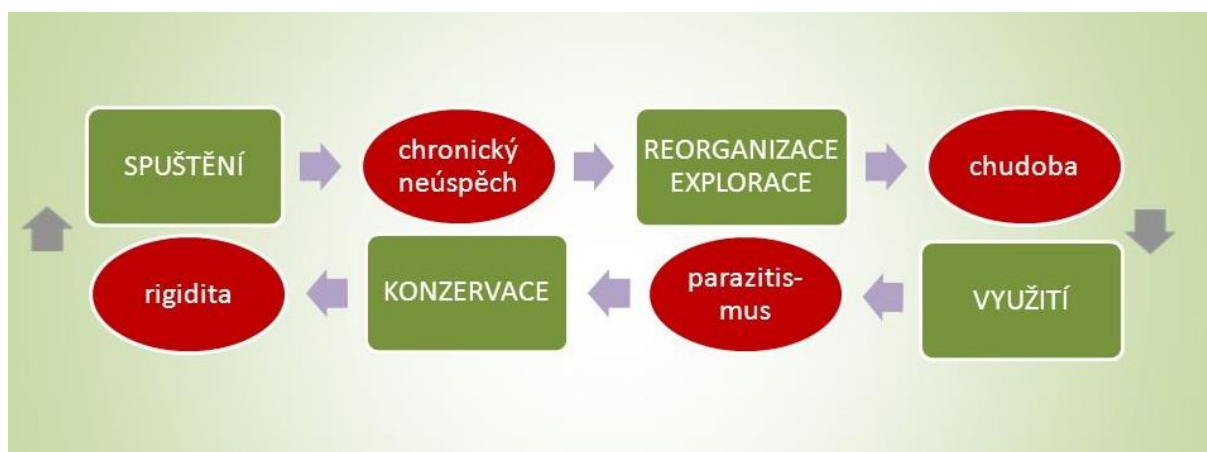 SPUŠTĚNÍ
chronický
neúspěch
REORGANIZACE
EXPLORACE
chudoba
rigidita
KONZERVACE
parazitis-
mus
VYUŽITÍ